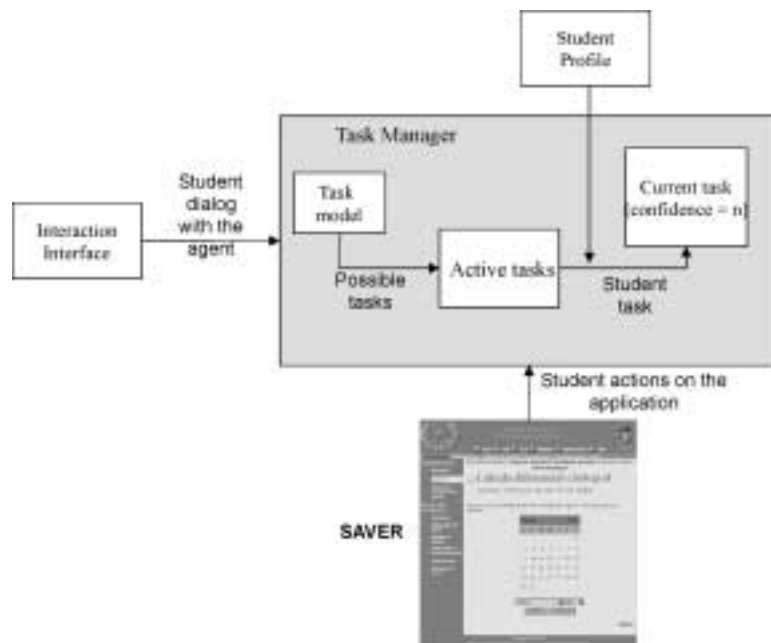 Student
Profile
Task Manager
Student
dialog
with the
agent
Task
model
Current task
[confidence = n]
Interaction
Interface
Active tasks
Possible
tasks
Student
task
Student actions on the
application
SAVER